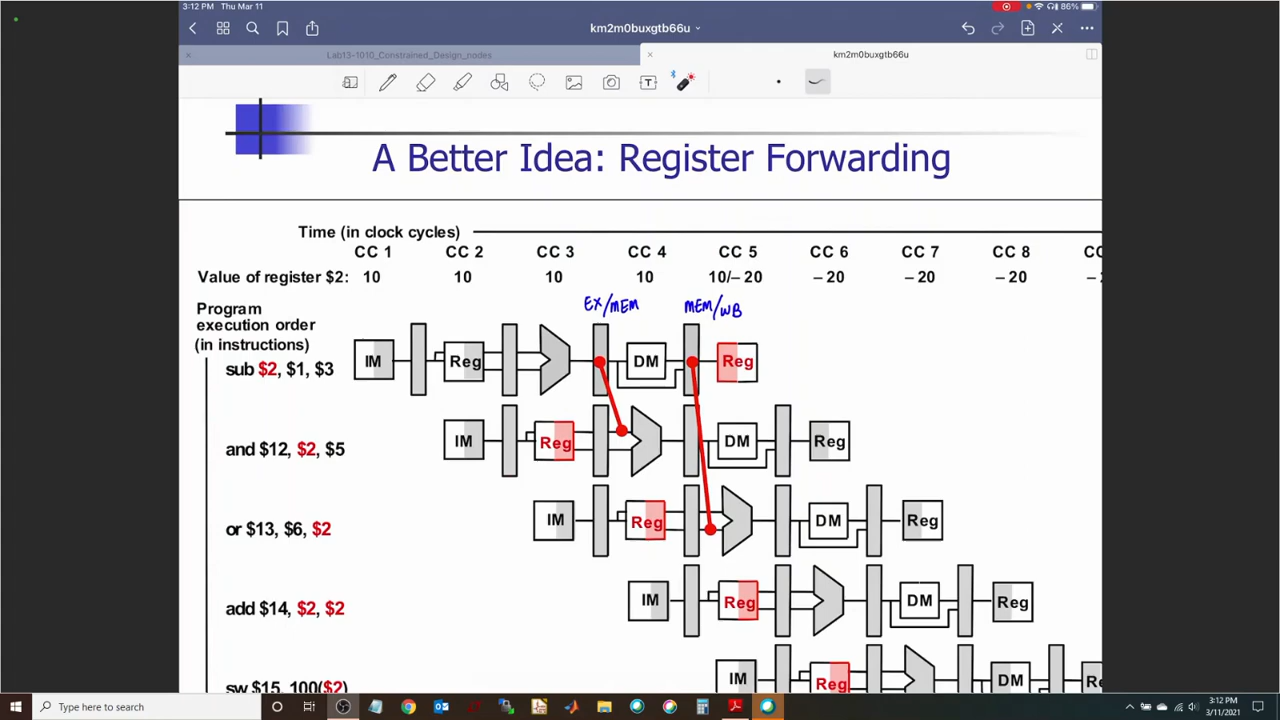 3:12 PM Thu Mar 11
86%
km2m0buxgtb66u
Lab13-1010_Constrained_Design_nodes
km2m0buxgtb66u
T
A Better Idea: Register Forwarding
Time (in clock cycles)
CC 1 CC 2 CC 3 CC 4 CC 5 CC 6 CC 7 CC 8 CC
Value of register $2: 10 10 10 10 10/– 20 – 20 – 20 – 20
EX/MEM MEM/WB
Program
execution order
(in instructions)
sub $2, $1, $3
IM Reg DM Reg
and $12, $2, $5
IM Reg DM Reg
or $13, $6, $2
IM Reg DM Reg
add $14, $2, $2
IM Reg DM Reg
sw $15, 100($2)
IM Reg DM Reg
Type here to search
3:12 PM
3/11/2021